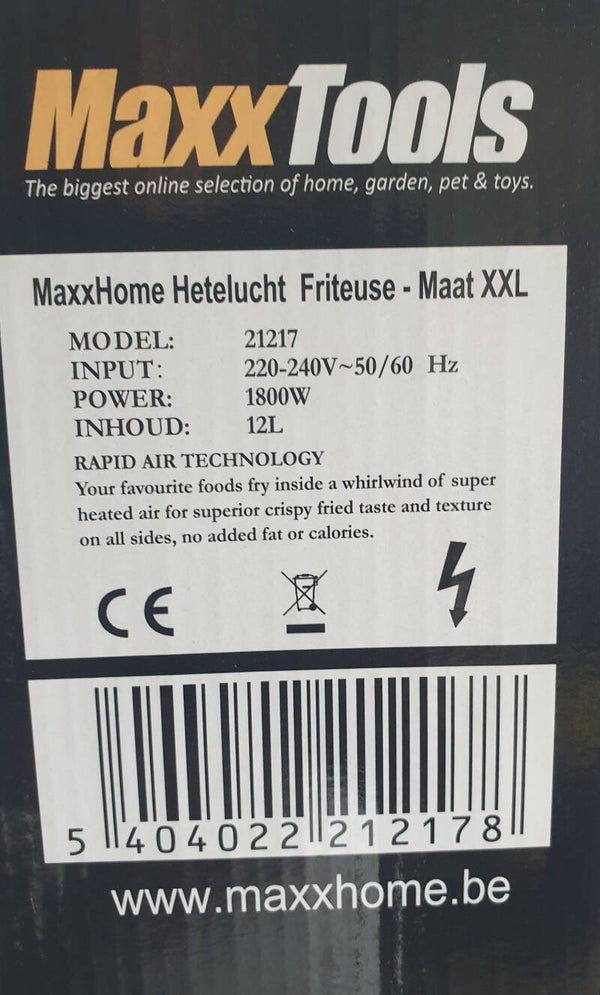 MaxxTools
The biggest online selection of home, garden, pet & toys.
MaxxHome Hetelucht Friteuse - Maat XXL
MODEL: 21217
INPUT: 220-240V~50/60 Hz
POWER: 1800W
INHOUD: 12L
RAPID AIR TECHNOLOGY
Your favourite foods fry inside a whirlwind of super
heated air for superior crispy fried taste and texture
on all sides, no added fat or calories.
CE
5 404022 212178
www.maxxhome.be